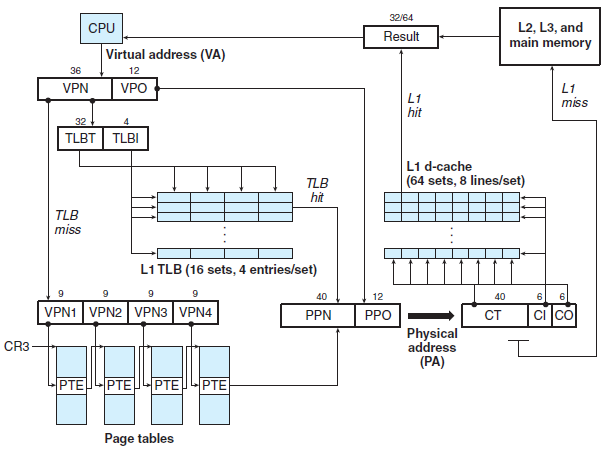 32/64
CPU
Result
L2, L3, and
main memory
Virtual address (VA)
36
12
VPN
VPO
L1
hit
L1
miss
32
4
TLBT
TLBI
L1 d-cache
(64 sets, 8 lines/set)
TLB
hit
TLB
miss
. . .
. . .
L1 TLB (16 sets, 4 entries/set)
9
9
9
9
40
12
40
6
6
VPN1
VPN2
VPN3
VPN4
PPN
PPO
CT
CI
CO
Physical
address
(PA)
CR3
PTE
PTE
PTE
PTE
Page tables